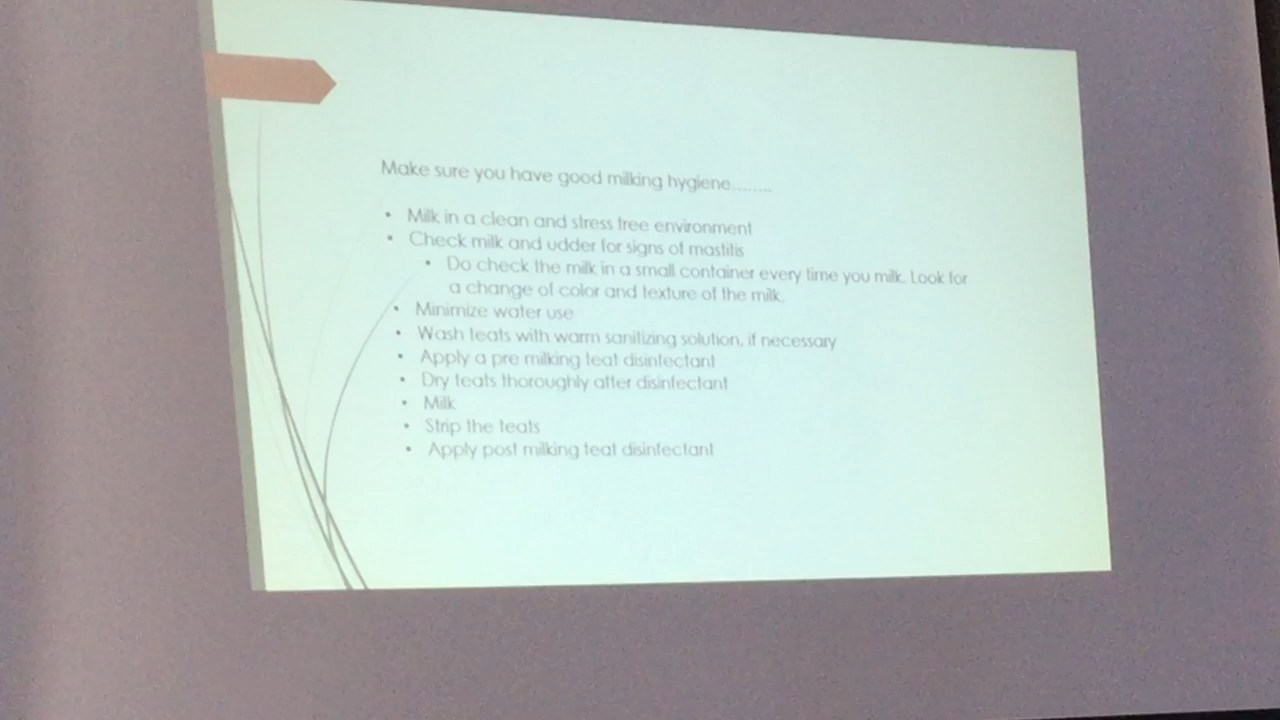 Make sure you have good milking hygiene........
• Milk in a clean and stress free environment
• Check milk and udder for signs of mastitis
• Do check the milk in a small container every time you milk. Look for
a change of color and texture of the milk.
• Minimize water use
• Wash teats with warm sanitizing solution, if necessary
• Apply a pre milking teat disinfectant
• Dry teats thoroughly after disinfectant
• Milk
• Strip the teats
• Apply post milking teat disinfectant